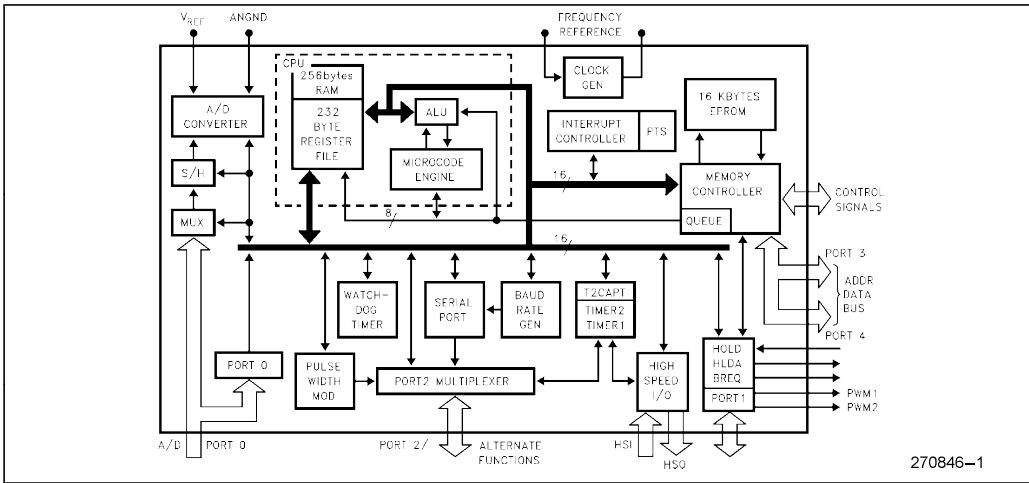 VREF
ANGND
FREQUENCY
REFERENCE
CPU
256bytes
RAM
232
BYTE
REGISTER
FILE
ALU
MICROCODE
ENGINE
CLOCK
GEN
A/D
CONVERTER
S/H
MUX
INTERRUPT
CONTROLLER
PTS
16 KBYTES
EPROM
MEMORY
CONTROLLER
QUEUE
CONTROL
SIGNALS
16
8
16
PORT 3
ADDR
DATA
BUS
PORT 4
WATCH-
DOG
TIMER
SERIAL
PORT
BAUD
RATE
GEN
T2CAPT
TIMER2
TIMER1
PORT 0
PULSE
WIDTH
MOD
PORT2 MULTIPLEXER
HIGH
SPEED
I/O
HOLD
HLDA
BREQ
PORT1
PWM1
PWM2
A/D
PORT 0
PORT 2/
ALTERNATE
FUNCTIONS
HSI
HSO
270846–1